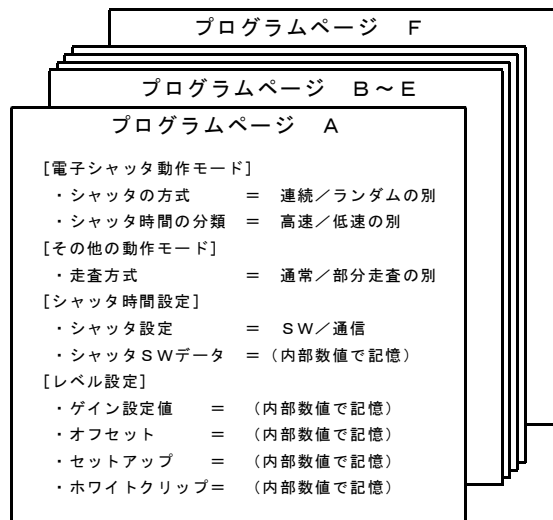 プログラムページ　F
プログラムページ　B～E
プログラムページ　A
[電子シャッタ動作モード]
・シャッタの方式　＝　連続／ランダムの別
・シャッタ時間の分類　＝　高速／低速の別
[その他の動作モード]
・走査方式　＝　通常／部分走査の別
[シャッタ時間設定]
・シャッタ設定　＝　ＳＷ／通信
・シャッタＳＷデータ　＝（内部数値で記憶）
[レベル設定]
・ゲイン設定値　＝　（内部数値で記憶）
・オフセット　＝　（内部数値で記憶）
・セットアップ　＝　（内部数値で記憶）
・ホワイトクリップ＝　（内部数値で記憶）